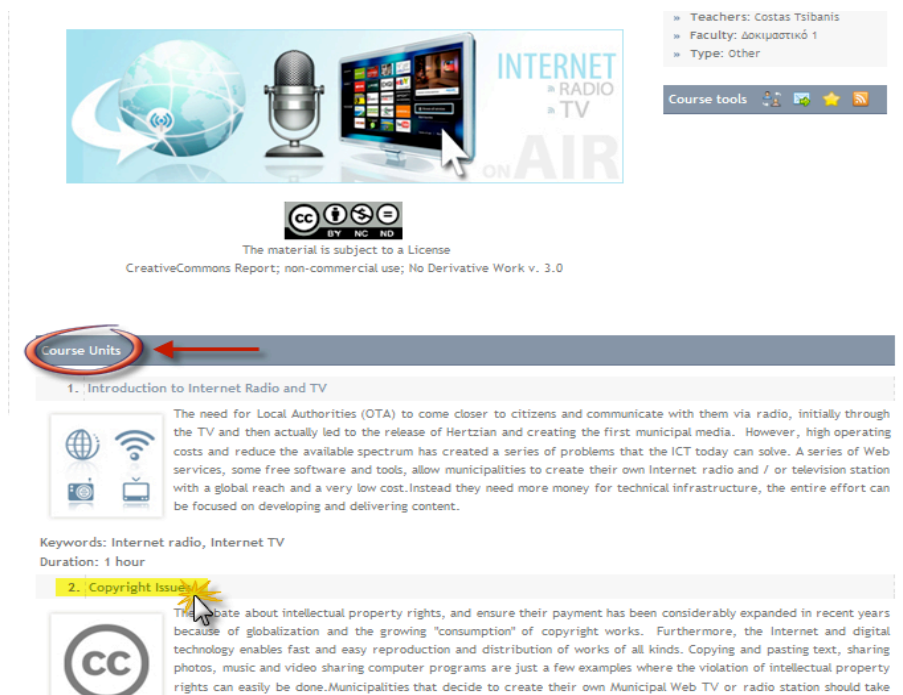 » Teachers: Costas Tsibanis
» Faculty: Δοκιμαστικό 1
» Type: Other
Course tools
INTERNET
» RADIO
» TV
ON AIR
cc
BY NC ND
The material is subject to a License
CreativeCommons Report; non-commercial use; No Derivative Work v. 3.0
Course Units
1. Introduction to Internet Radio and TV
The need for Local Authorities (OTA) to come closer to citizens and communicate with them via radio, initially through
the TV and then actually led to the release of Hertzian and creating the first municipal media. However, high operating
costs and reduce the available spectrum has created a series of problems that the ICT today can solve. A series of Web
services, some free software and tools, allow municipalities to create their own Internet radio and / or television station
with a global reach and a very low cost.Instead they need more money for technical infrastructure, the entire effort can
be focused on developing and delivering content.
Keywords: Internet radio, Internet TV
Duration: 1 hour
2. Copyright Issues
The bate about intellectual property rights, and ensure their payment has been considerably expanded in recent years
because of globalization and the growing "consumption" of copyright works. Furthermore, the Internet and digital
technology enables fast and easy reproduction and distribution of works of all kinds. Copying and pasting text, sharing
photos, music and video sharing computer programs are just a few examples where the violation of intellectual property
rights can easily be done.Municipalities that decide to create their own Municipal Web TV or radio station should take
cc